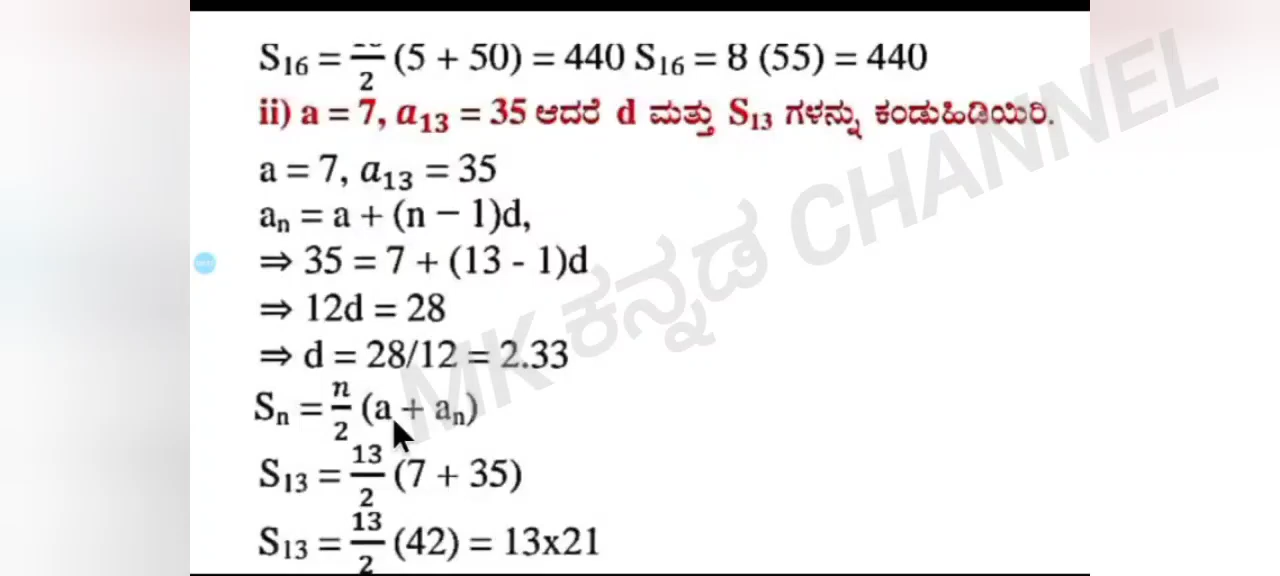 S₁₆ = –/2 (5 + 50) = 440 S₁₆ = 8 (55) = 440
ii) a = 7, a₁₃ = 35 ಆದರೆ d ಮತ್ತು S₁₃ ಗಳನ್ನು ಕಂಡುಹಿಡಿಯಿರಿ.
a = 7, a₁₃ = 35
aₙ = a + (n − 1)d,
⇒ 35 = 7 + (13 - 1)d
⇒ 12d = 28
⇒ d = 28/12 = 2.33
Sₙ = n/2 (a + aₙ)
S₁₃ = 13/2 (7 + 35)
S₁₃ = 13/2 (42) = 13x21
MK ಕನ್ನಡ CHANNEL